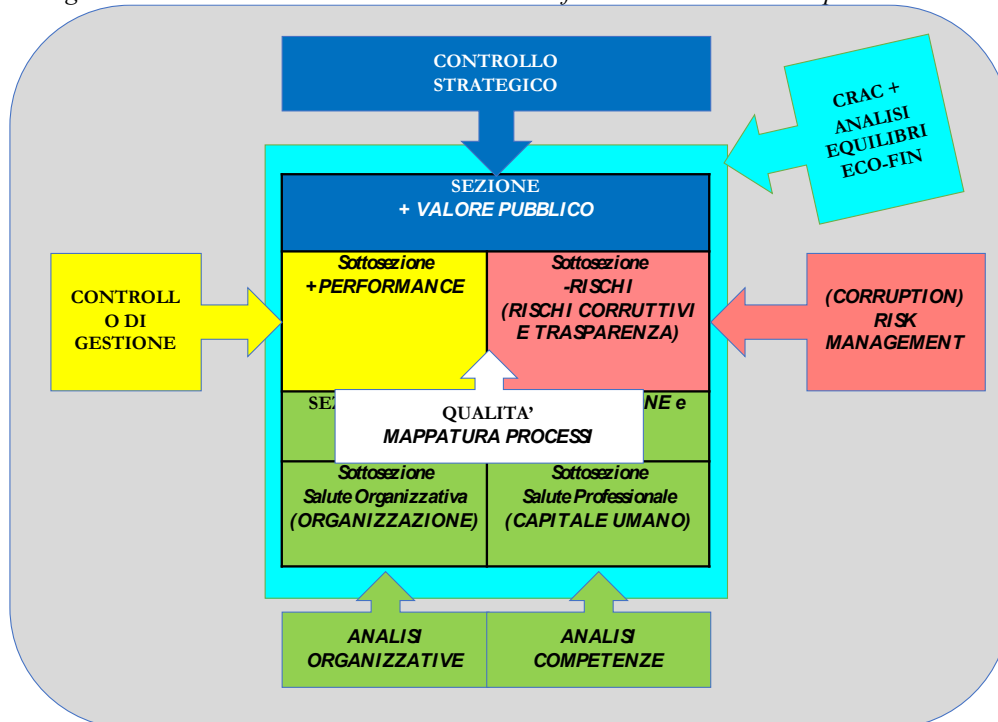 CONTROLLO
STRATEGICO
CRAC +
ANALISI
EQUILIBRI
ECO-FIN
SEZIONE
+ VALORE PUBBLICO
CONTROLL
O DI
GESTIONE
Sottosezione
+PERFORMANCE
Sottosezione
-RISCHI
(RISCHI CORRUTTIVI
E TRASPARENZA)
(CORRUPTION)
RISK
MANAGEMENT
QUALITA'
MAPPATURA PROCESSI
Sottosezione
Salute Organizzativa
(ORGANIZZAZIONE)
Sottosezione
Salute Professionale
(CAPITALE UMANO)
ANALISI
ORGANIZZATIVE
ANALISI
COMPETENZE